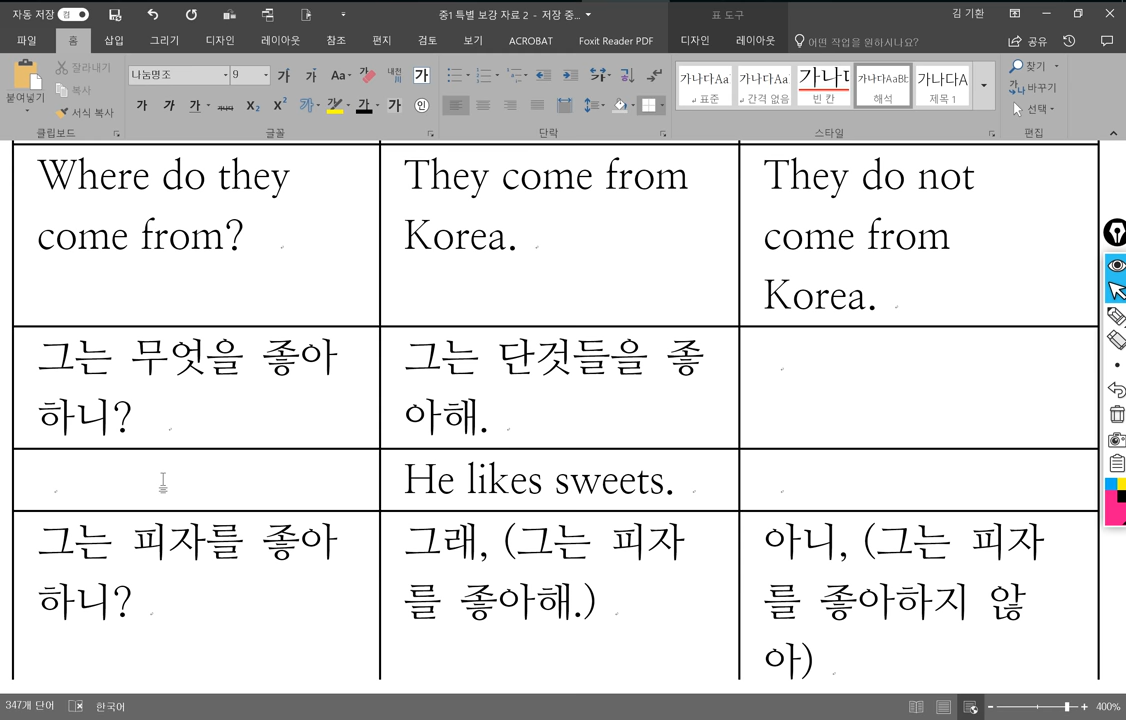 자동 저장 컴
중1 특별 보강 자료 2 - 저장 중...
표 도구
김 기환
파일 홈 삽입 그리기 디자인 레이아웃 참조 편지 검토 보기 ACROBAT Foxit Reader PDF 디자인 레이아웃 어떤 작업을 원하시나요? 공유
붙여넣기
잘라내기
복사
서식 복사
클립보드
나눔명조 9
글꼴
단락
가나다Aa 가나다Aa 가나다 가나다AaBb 가나다A
표준 간격 없음 빈 칸 해석 제목 1
스타일
찾기
바꾸기
선택
편집
Where do they
come from?
They come from
Korea.
They do not
come from
Korea.
그는 무엇을 좋아
하니?
그는 단것들을 좋
아해.
He likes sweets.
그는 피자를 좋아
하니?
그래, (그는 피자
를 좋아해.)
아니, (그는 피자
를 좋아하지 않
아)
347개 단어 한국어 400%